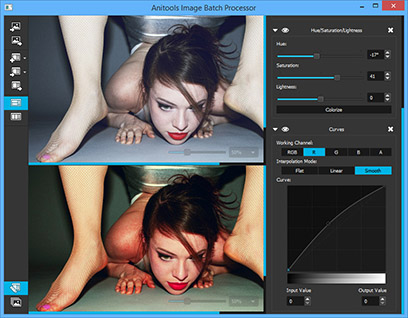 Anitools Image Batch Processor
Hue/Saturation/Lightness
Hue:
-17°
Saturation:
41
Lightness:
0
Colorize
Curves
Working Channel:
RGB R G B A
Interpolation Mode:
Flat Linear Smooth
Curve:
Input Value Output Value
0 0
50%
50%